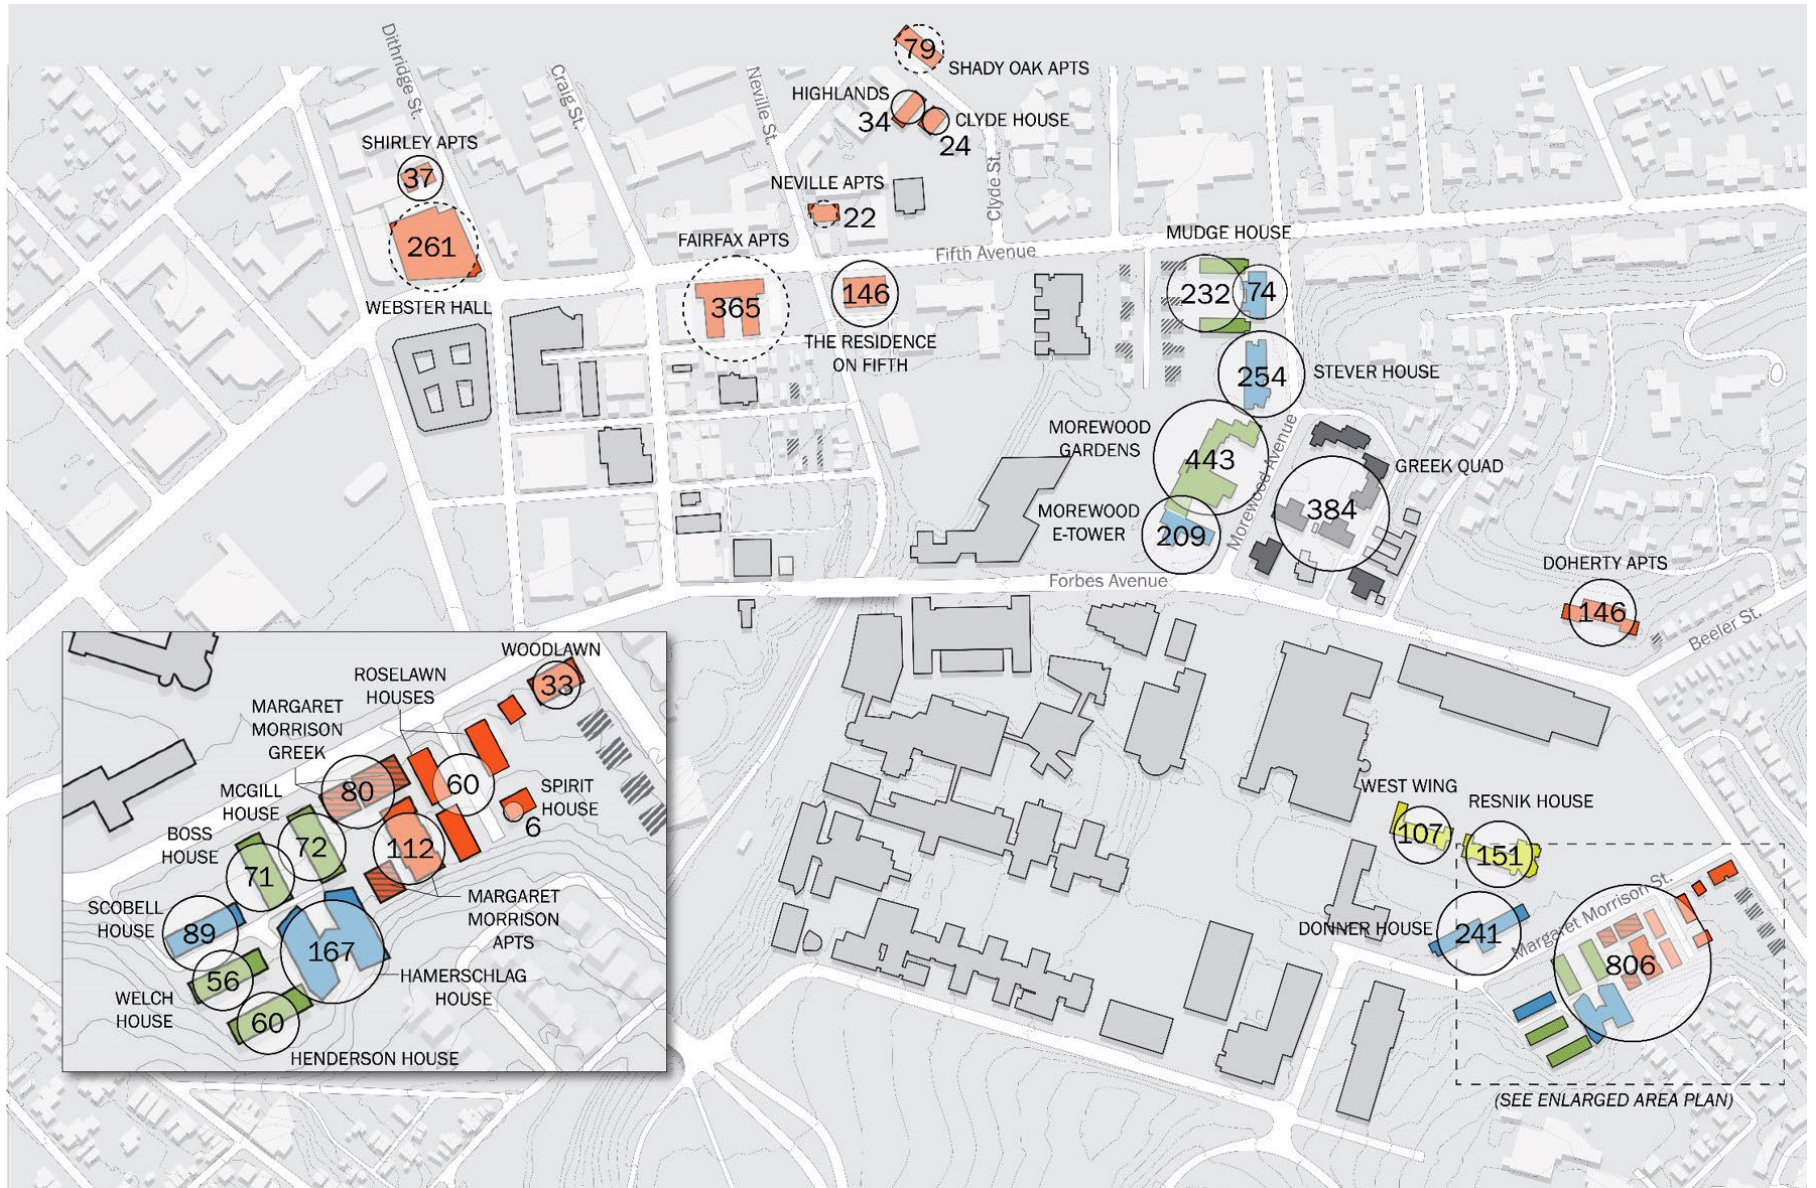 Dithridge St.
Craig St.
Neville St.
79
SHADY OAK APTS
HIGHLANDS
34
CLYDE HOUSE
24
Clyde St.
SHIRLEY APTS
37
NEVILLE APTS
22
261
WEBSTER HALL
FAIRFAX APTS
365
146
THE RESIDENCE
ON FIFTH
Fifth Avenue
MUDGE HOUSE
232
74
254
STEVER HOUSE
MOREWOOD
GARDENS
443
Morewood Avenue
GREEK QUAD
384
MOREWOOD
E-TOWER
209
Forbes Avenue
DOHERTY APTS
146
Beeler St.
WEST WING
107
RESNIK HOUSE
151
DONNER HOUSE
241
Margaret Morrison St.
806
(SEE ENLARGED AREA PLAN)
WOODLAWN
33
ROSELAWN
HOUSES
60
MARGARET
MORRISON
GREEK
80
SPIRIT
HOUSE
6
MCGILL
HOUSE
72
112
BOSS
HOUSE
71
MARGARET
MORRISON
APTS
SCOBELL
HOUSE
89
167
HAMERSCHLAG
HOUSE
56
WELCH
HOUSE
60
HENDERSON HOUSE